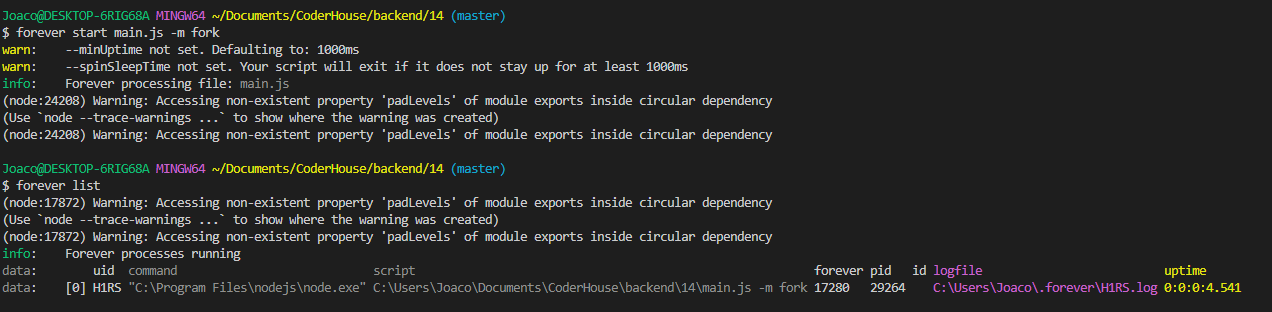 Joaco@DESKTOP-6RIG68A MINGW64 ~/Documents/CoderHouse/backend/14 (master)
$ forever start main.js -m fork
warn:    --minUptime not set. Defaulting to: 1000ms
warn:    --spinSleepTime not set. Your script will exit if it does not stay up for at least 1000ms
info:    Forever processing file: main.js
(node:24208) Warning: Accessing non-existent property 'padLevels' of module exports inside circular dependency
(Use `node --trace-warnings ...` to show where the warning was created)
(node:24208) Warning: Accessing non-existent property 'padLevels' of module exports inside circular dependency
Joaco@DESKTOP-6RIG68A MINGW64 ~/Documents/CoderHouse/backend/14 (master)
$ forever list
(node:17872) Warning: Accessing non-existent property 'padLevels' of module exports inside circular dependency
(Use `node --trace-warnings ...` to show where the warning was created)
(node:17872) Warning: Accessing non-existent property 'padLevels' of module exports inside circular dependency
info:    Forever processes running
data:        uid  command                            script                                                        forever pid   id logfile                         uptime
data:    [0] H1RS "C:\Program Files\nodejs\node.exe" C:\Users\Joaco\Documents\CoderHouse\backend\14\main.js -m fork 17280   29264    C:\Users\Joaco\.forever\H1RS.log 0:0:0:4.541